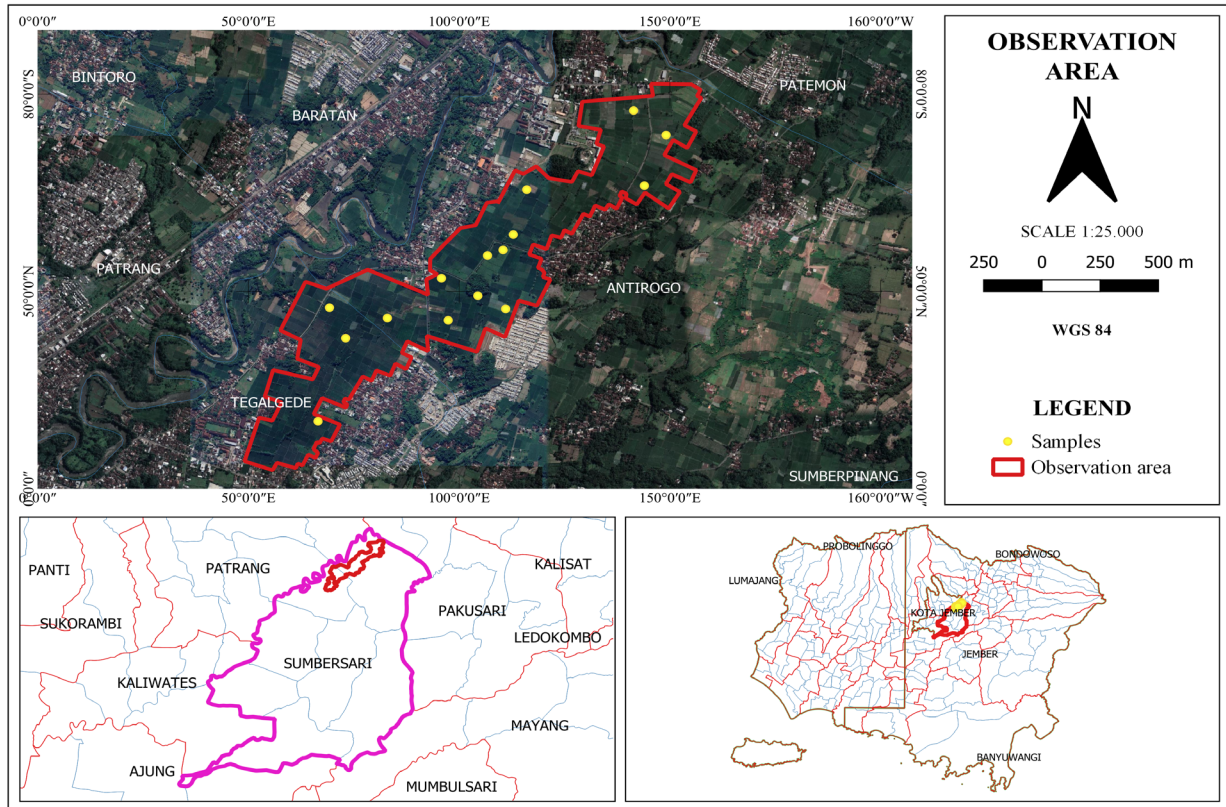 0°0'0"
50°0'0"E
100°0'0"E
150°0'0"E
160°0'0"W
80°0'0"S
50°0'0"N
0°0'0"
80°0'0"S
50°0'0"N
0°0'0"
BINTORO
BARATAN
PATEMON
PATRANG
ANTIROGO
TEGALGEDE
SUMBERPINANG
0°0'0"
50°0'0"E
100°0'0"E
150°0'0"E
160°0'0"W
OBSERVATION
AREA
N
SCALE 1:25.000
250 0 250 500 m
WGS 84
LEGEND
Samples
Observation area
PANTI
PATRANG
KALISAT
SUKORAMBI
PAKUSARI
LEDOKOMBO
SUMBERSARI
KALIWATES
MAYANG
AJUNG
MUMBULSARI
PROBOLINGGO
BONDOWOSO
LUMAJANG
KOTA JEMBER
JEMBER
BANYUWANGI